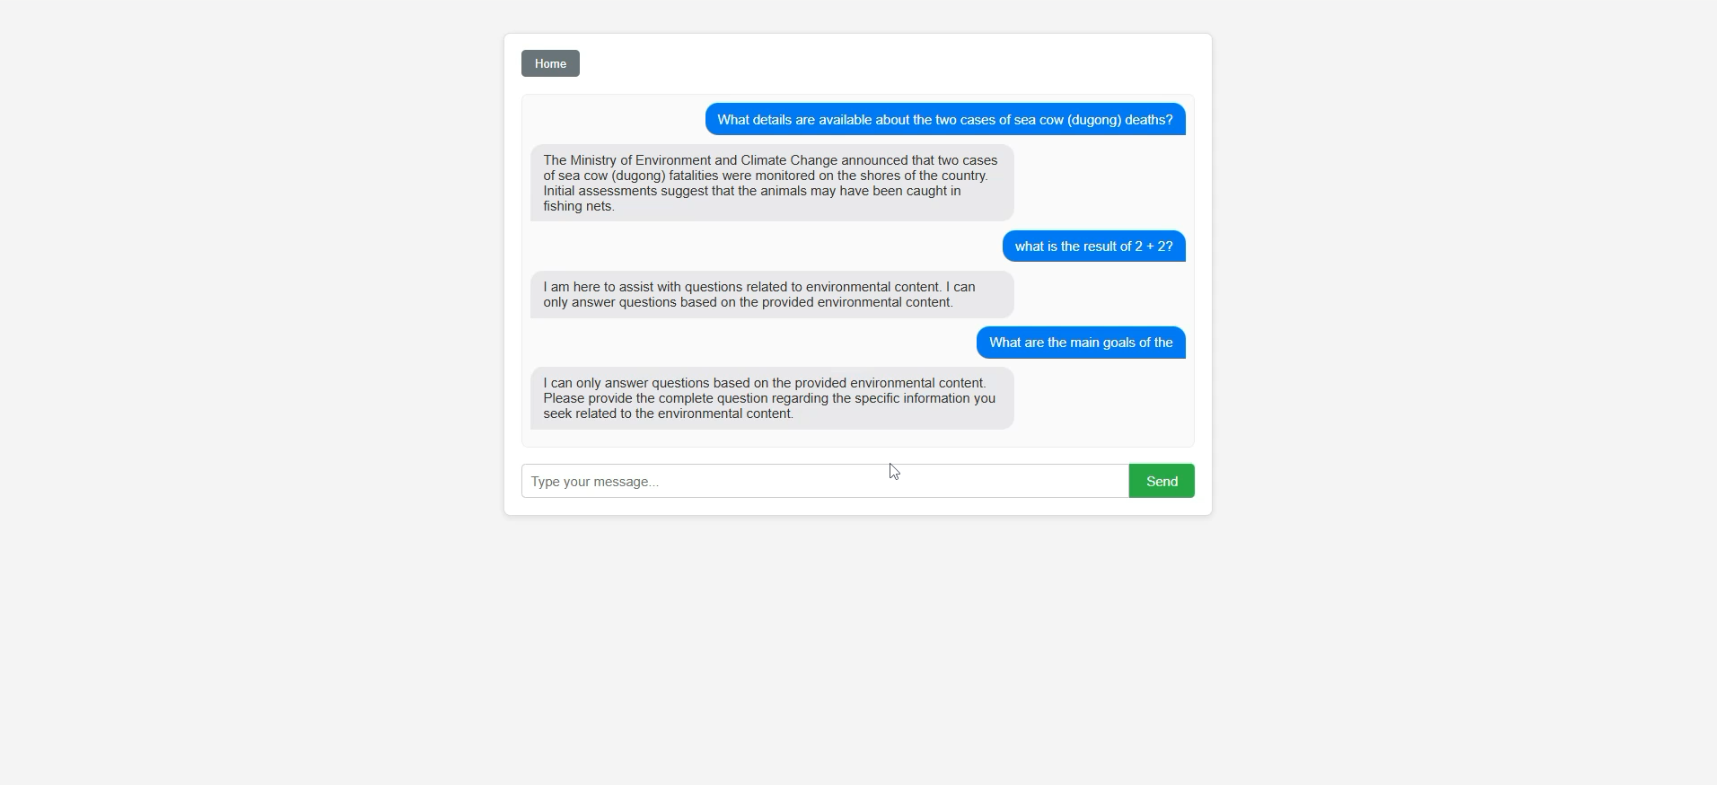 Home
What details are available about the two cases of sea cow (dugong) deaths?
The Ministry of Environment and Climate Change announced that two cases
of sea cow (dugong) fatalities were monitored on the shores of the country.
Initial assessments suggest that the animals may have been caught in
fishing nets.
what is the result of 2 + 2?
I am here to assist with questions related to environmental content. I can
only answer questions based on the provided environmental content.
What are the main goals of the
I can only answer questions based on the provided environmental content.
Please provide the complete question regarding the specific information you
seek related to the environmental content.
Type your message...
Send